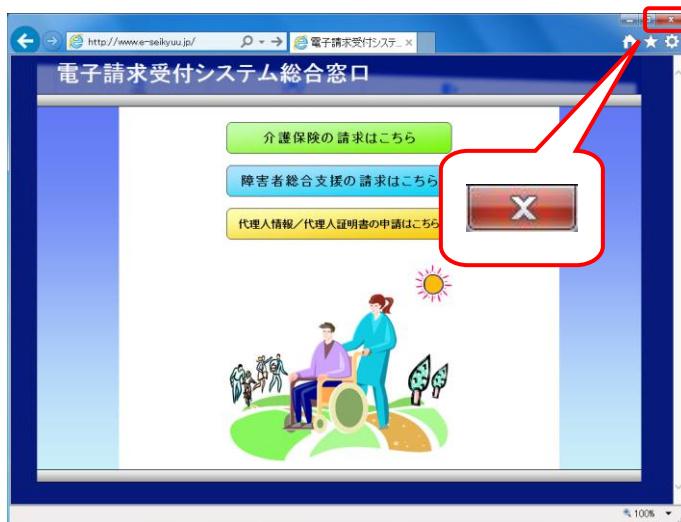 http://www.e-seikyuu.jp/
電子請求受付システ...
電子請求受付システム総合窓口
介護保険の請求はこちら
障害者総合支援の請求はこちら
代理人情報／代理人証明書の申請はこちら
X
100%